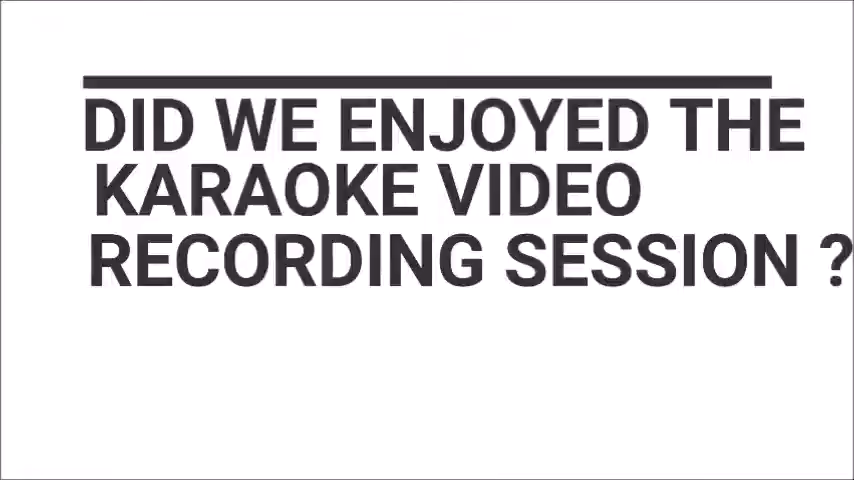 DID WE ENJOYED THE
KARAOKE VIDEO
RECORDING SESSION ?